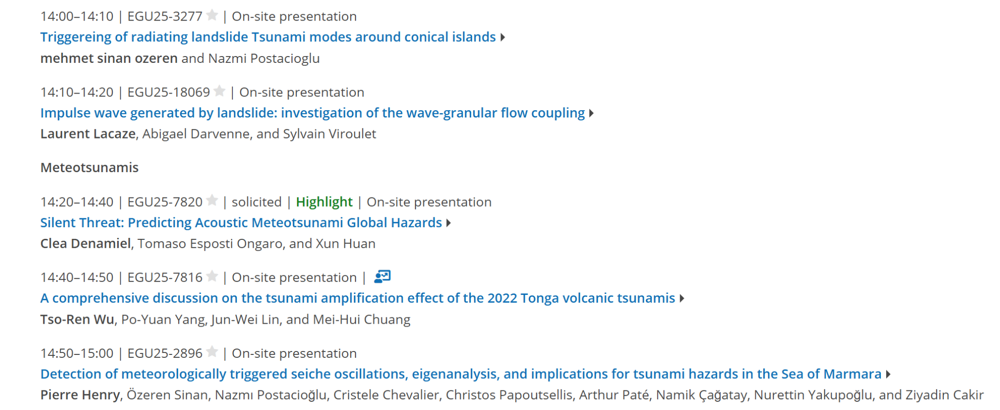 14:00–14:10 | EGU25-3277 | On-site presentation
Triggereing of radiating landslide Tsunami modes around conical islands
mehmet sinan ozeren and Nazmi Postacioglu
14:10–14:20 | EGU25-18069 | On-site presentation
Impulse wave generated by landslide: investigation of the wave-granular flow coupling
Laurent Lacaze, Abigael Darvenne, and Sylvain Viroulet
Meteotsunamis
14:20–14:40 | EGU25-7820 | solicited | Highlight | On-site presentation
Silent Threat: Predicting Acoustic Meteotsunami Global Hazards
Clea Denamiel, Tomaso Esposti Ongaro, and Xun Huan
14:40–14:50 | EGU25-7816 | On-site presentation |
A comprehensive discussion on the tsunami amplification effect of the 2022 Tonga volcanic tsunamis
Tso-Ren Wu, Po-Yuan Yang, Jun-Wei Lin, and Mei-Hui Chuang
14:50–15:00 | EGU25-2896 | On-site presentation
Detection of meteorologically triggered seiche oscillations, eigenanalysis, and implications for tsunami hazards in the Sea of Marmara
Pierre Henry, Özeren Sinan, Nazmı Postacioğlu, Cristele Chevalier, Christos Papoutsellis, Arthur Paté, Namik Çağatay, Nurettin Yakupoğlu, and Ziyadin Cakir